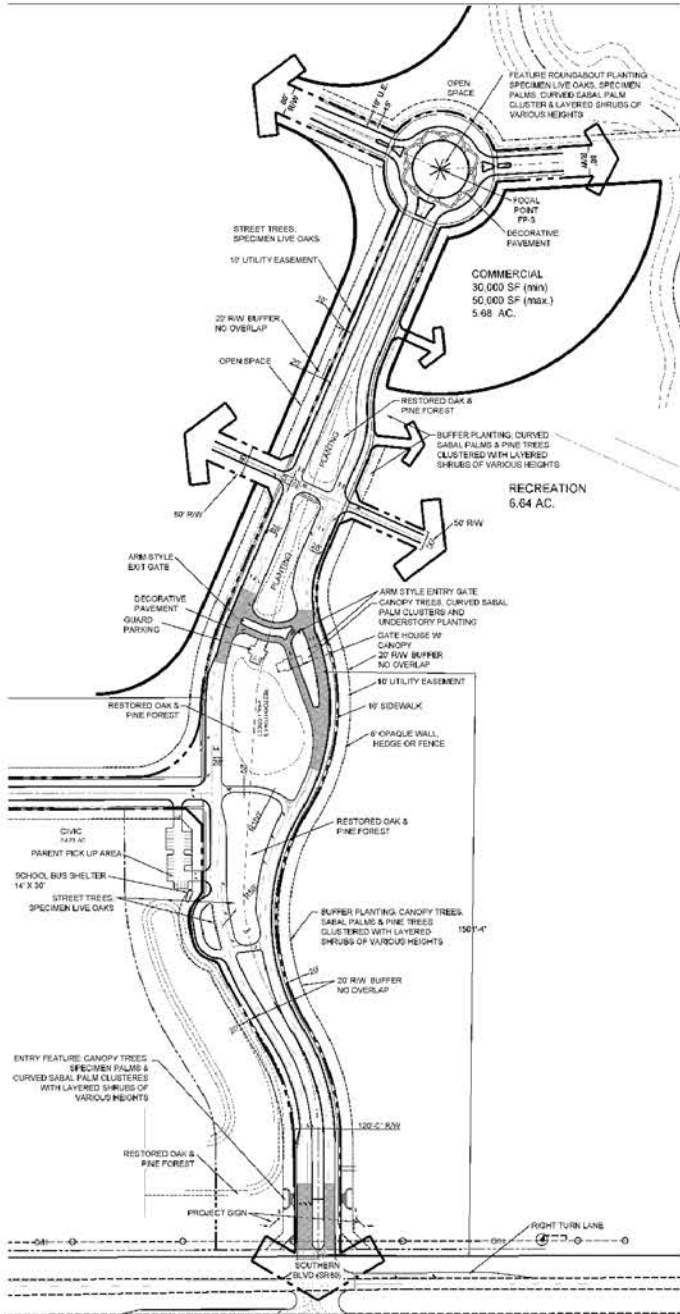 FEATURE ROUNDABOUT PLANTING
SPECIMEN LIVE OAKS, SPECIMEN
PALMS, CURVED SABAL PALM
CLUSTER & LAYERED SHRUBS OF
VARIOUS HEIGHTS
OPEN
SPACE
10' U.E.
80'
R/W
R/W
FOCAL
POINT
FP-3
DECORATIVE
PAVEMENT
STREET TREES,
SPECIMEN LIVE OAKS
10' UTILITY EASEMENT
COMMERCIAL
30,000 SF (min)
50,000 SF (max.)
5.68 AC.
20' R/W BUFFER
NO OVERLAP
OPEN SPACE
RESTORED OAK &
PINE FOREST
PLANTING
BUFFER PLANTING, CURVED
SABAL PALMS & PINE TREES
CLUSTERED WITH LAYERED
SHRUBS OF VARIOUS HEIGHTS
RECREATION
6.64 AC.
50' R/W
ARM-STYLE
EXIT GATE
PLANTING
DECORATIVE
PAVEMENT
GUARD
PARKING
ARM STYLE ENTRY GATE
CANOPY TREES, CURVED SABAL
PALM CLUSTERS AND
UNDERSTORY PLANTING
GATE HOUSE W/
CANOPY
20' R/W BUFFER
NO OVERLAP
10' UTILITY EASEMENT
SIDEWALK
RESTORED OAK &
PINE FOREST
6' OPAQUE WALL,
HEDGE OR FENCE
CIVIC
PARENT PICK UP AREA
RESTORED OAK &
PINE FOREST
SCHOOL BUS SHELTER
14' X 30'
STREET TREES,
SPECIMEN LIVE OAKS
BUFFER PLANTING, CANOPY TREES,
SABAL PALMS & PINE TREES
CLUSTERED WITH LAYERED
SHRUBS OF VARIOUS HEIGHTS
1501'-4"
20'
20' R/W BUFFER
NO OVERLAP
20'
ENTRY FEATURE: CANOPY TREES
SPECIMEN PALMS &
CURVED SABAL PALM CLUSTERES
WITH LAYERED SHRUBS OF
VARIOUS HEIGHTS
120'-0" R/W
RESTORED OAK &
PINE FOREST
PROJECT SIGN
RIGHT TURN LANE
SOUTHERN
BLVD (SR80)